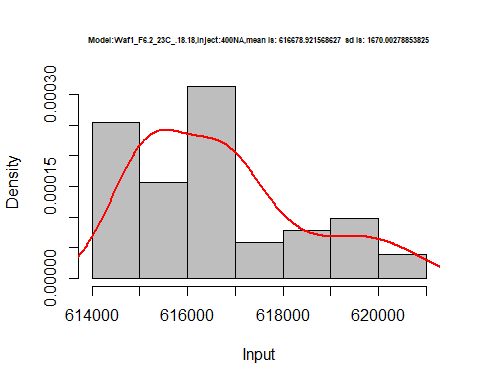 Model:Waf1_F6.2_23C_.18.18,Inject:400NA,mean is: 616678.921568627 sd is: 1670.00278853825
0.00030
0.00015
0.00000
Density
614000 616000 618000 620000
Input